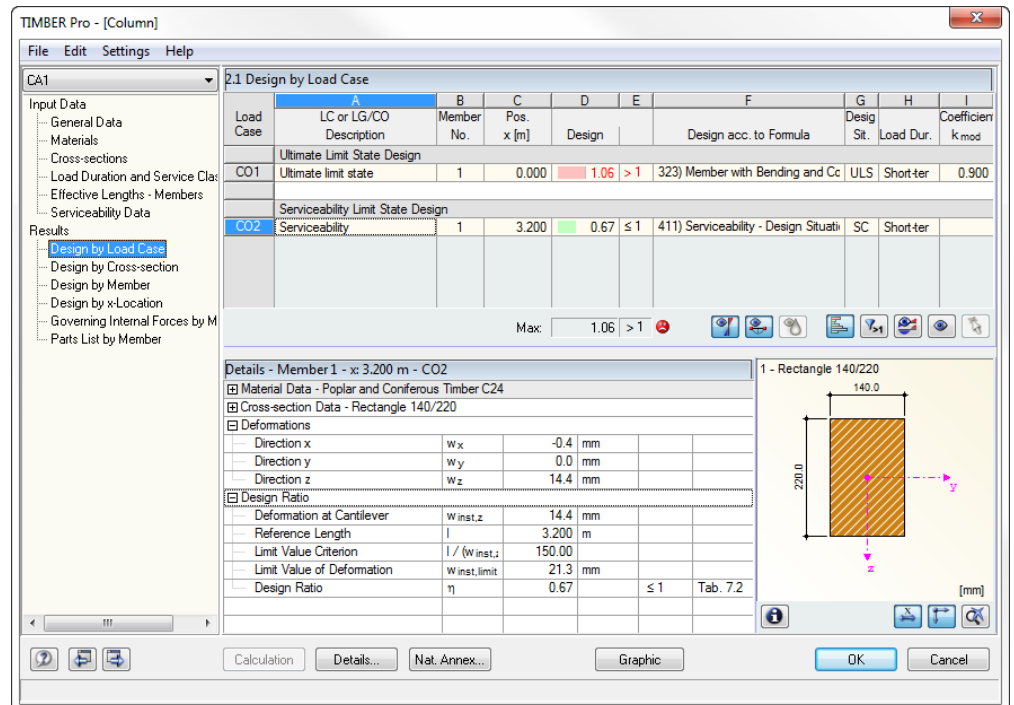 TIMBER Pro - [Column]
File Edit Settings Help
CA1
Input Data
General Data
Materials
Cross-sections
Load Duration and Service Clas
Effective Lengths - Members
Serviceability Data
Results
Design by Load Case
Design by Cross-section
Design by Member
Design by x-Location
Governing Internal Forces by M
Parts List by Member
2.1 Design by Load Case
A B C D E F G H I
Load LC or LG/CO Member Pos. Desig Coefficien
Case Description No. x [m] Design Design acc. to Formula Sit. Load Dur. k mod
Ultimate Limit State Design
CO1 Ultimate limit state 1 0.000 1.06 > 1 323) Member with Bending and Cc ULS Short-ter 0.900
Serviceability Limit State Design
CO2 Serviceability 1 3.200 0.67 ≤ 1 411) Serviceability - Design Situati SC Short-ter
Max: 1.06 > 1
Details - Member 1 - x: 3.200 m - CO2
Material Data - Poplar and Coniferous Timber C24
Cross-section Data - Rectangle 140/220
Deformations
Direction x w x -0.4 mm
Direction y w y 0.0 mm
Direction z w z 14.4 mm
Design Ratio
Deformation at Cantilever w inst,z 14.4 mm
Reference Length l 3.200 m
Limit Value Criterion l / (w inst,z 150.00
Limit Value of Deformation w inst,limit 21.3 mm
Design Ratio η 0.67 ≤ 1 Tab. 7.2
1 - Rectangle 140/220
140.0
220.0
y
z
[mm]
Calculation Details... Nat. Annex... Graphic OK Cancel